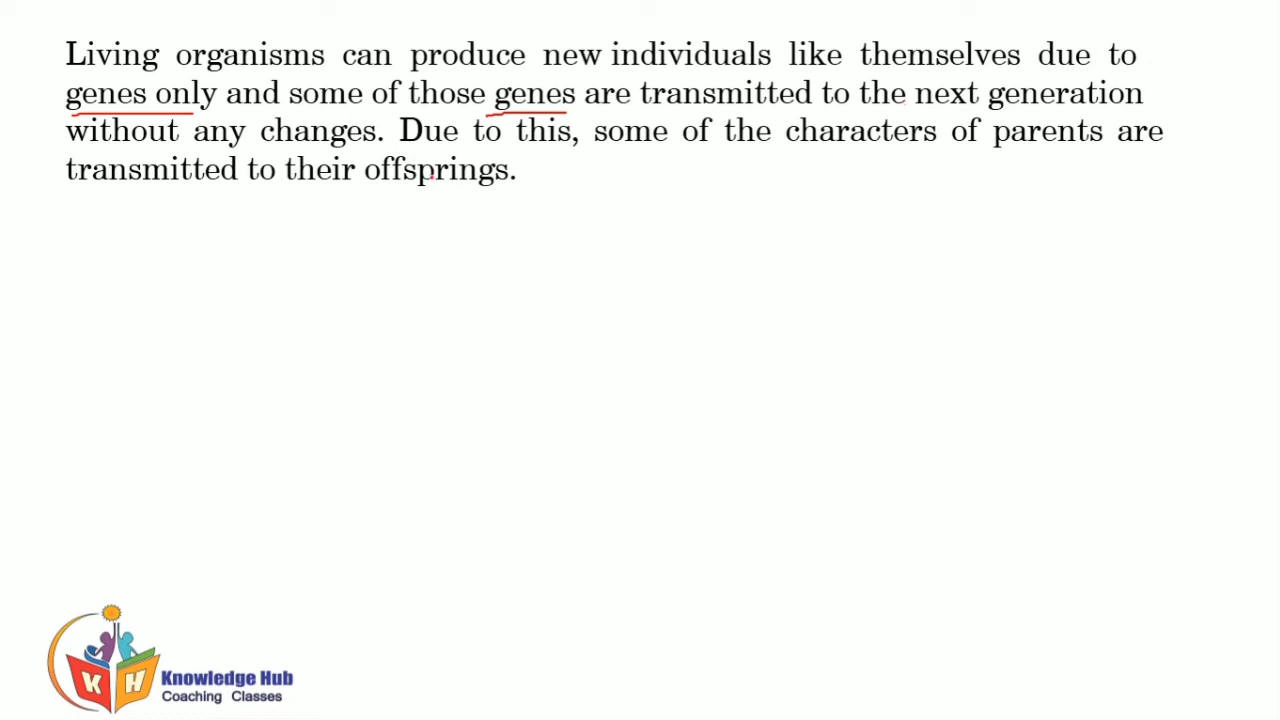 Living organisms can produce new individuals like themselves due to
genes only and some of those genes are transmitted to the next generation
without any changes. Due to this, some of the characters of parents are
transmitted to their offsprings.
K H
Knowledge Hub
Coaching Classes